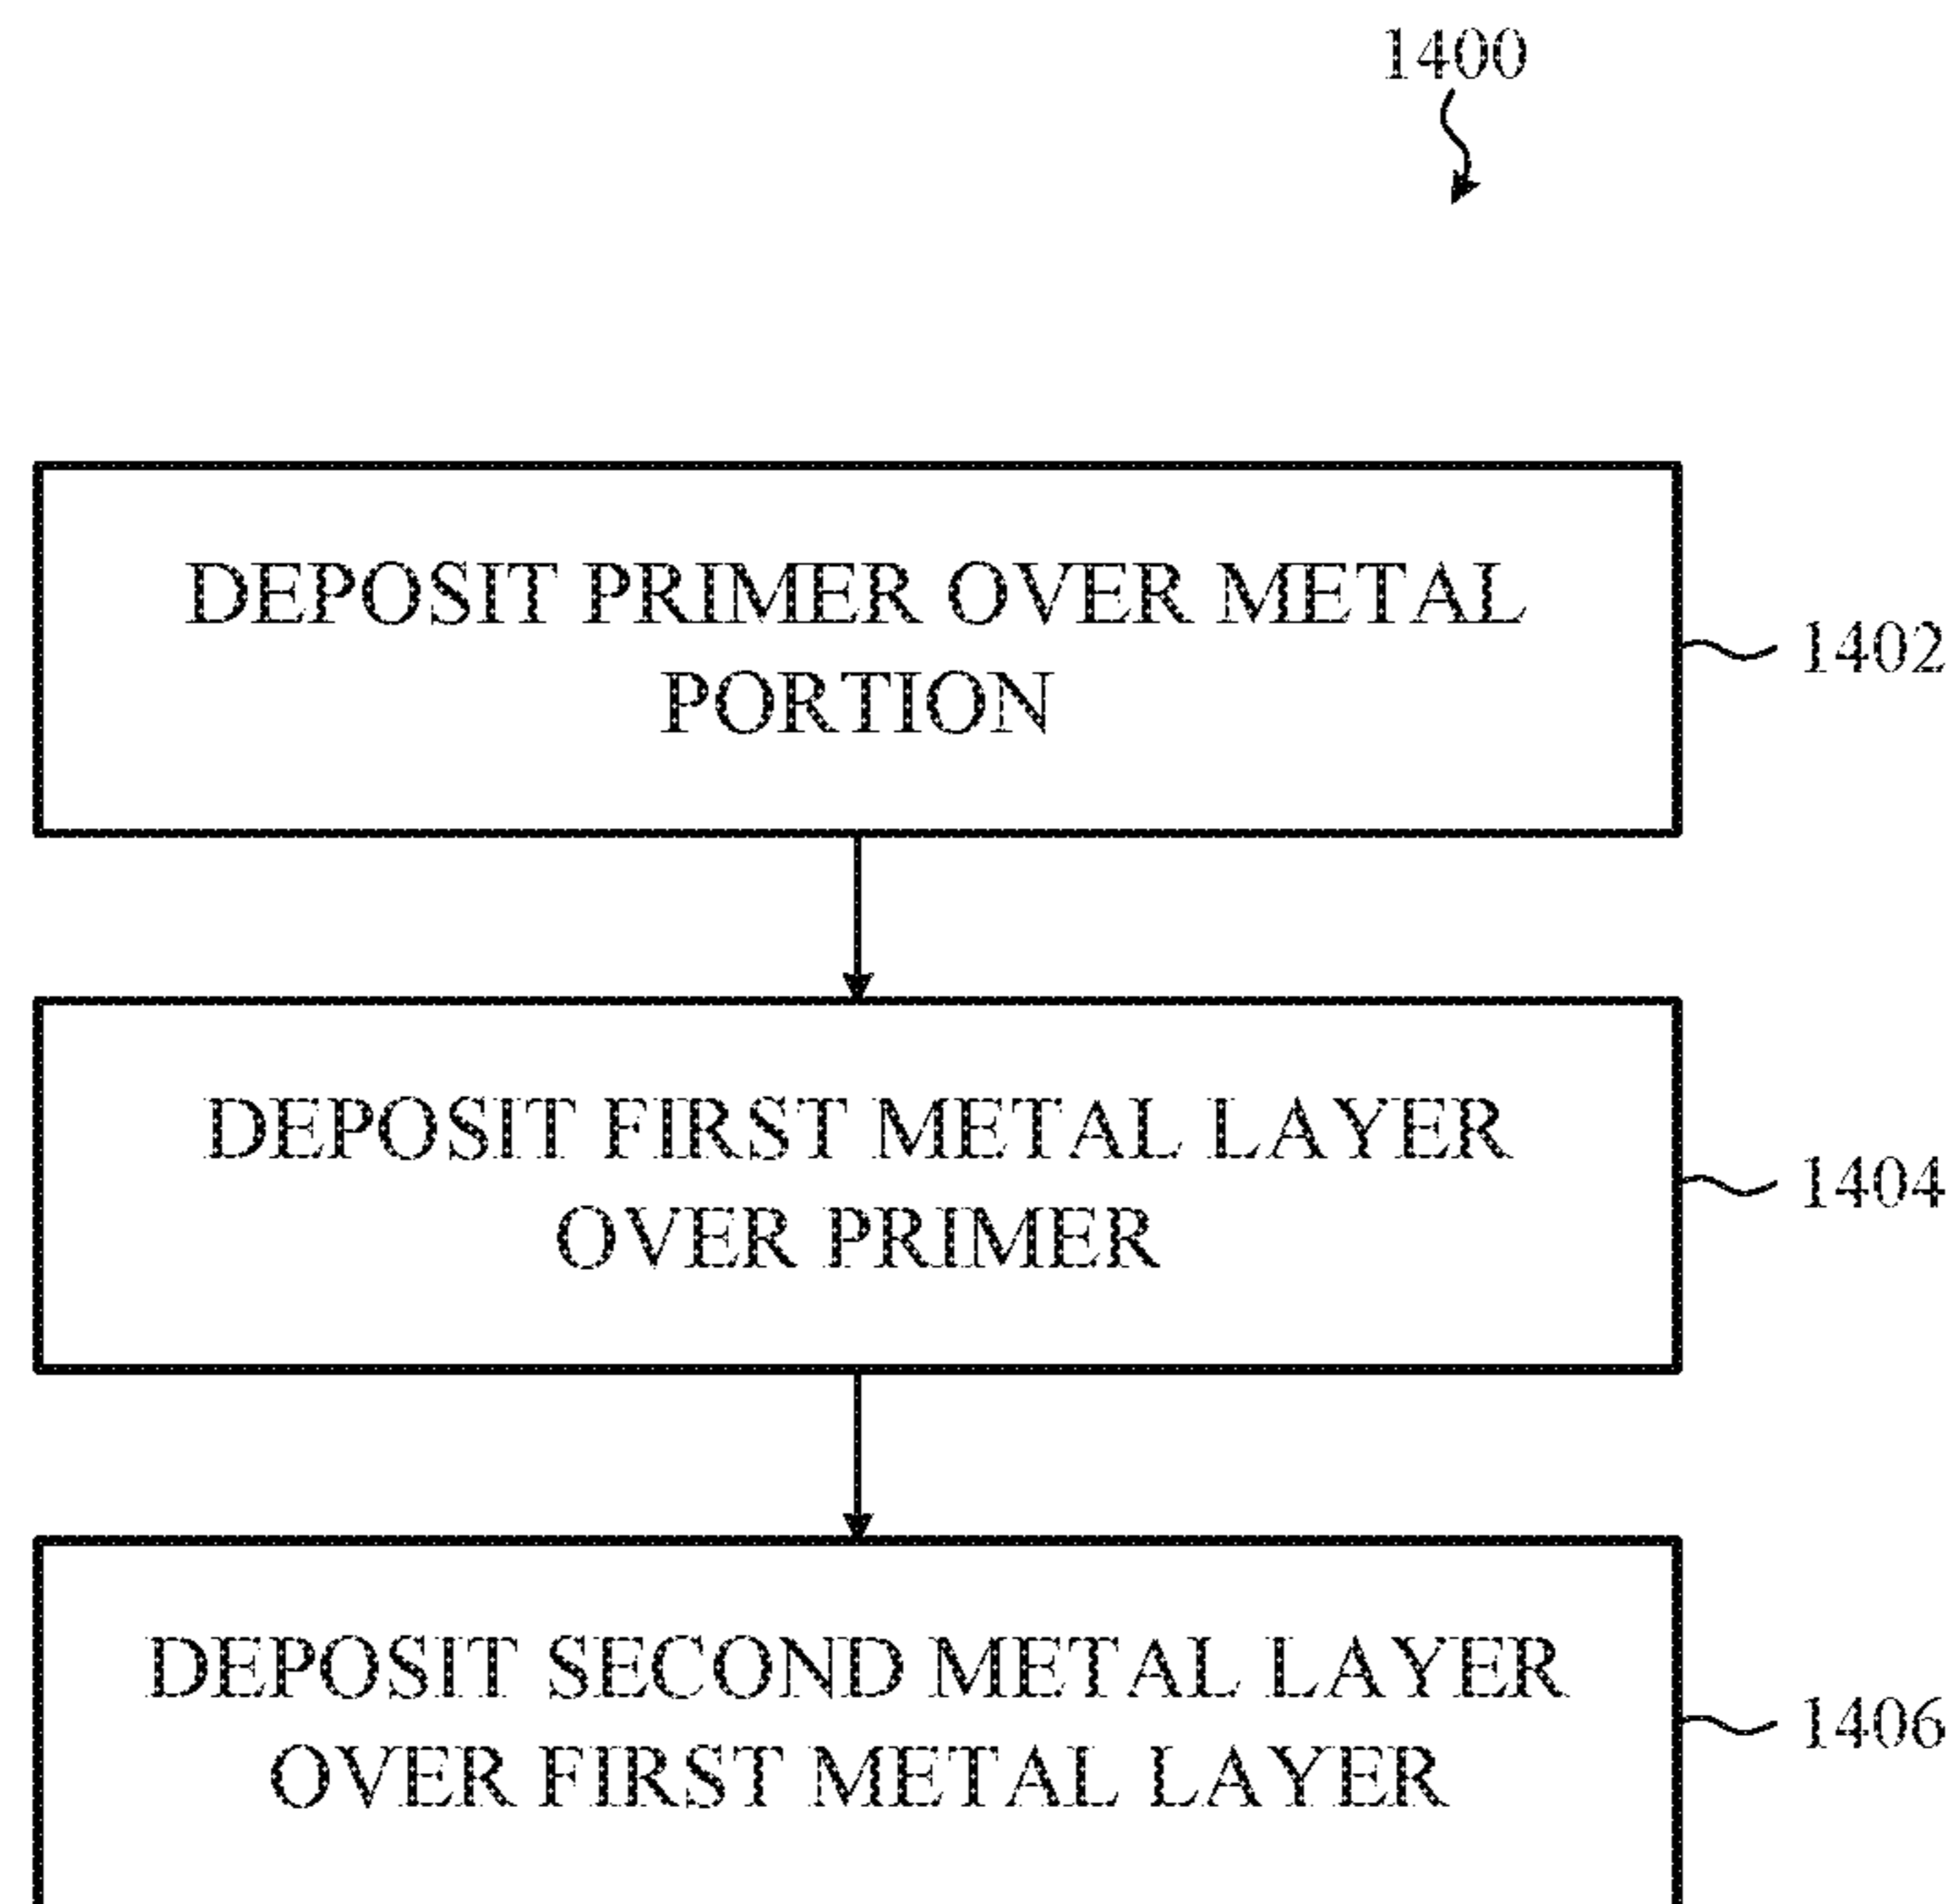 1400
DEPOSIT PRIMER OVER METAL
PORTION
1402
DEPOSIT FIRST METAL LAYER
OVER PRIMER
1404
DEPOSIT SECOND METAL LAYER
OVER FIRST METAL LAYER
1406